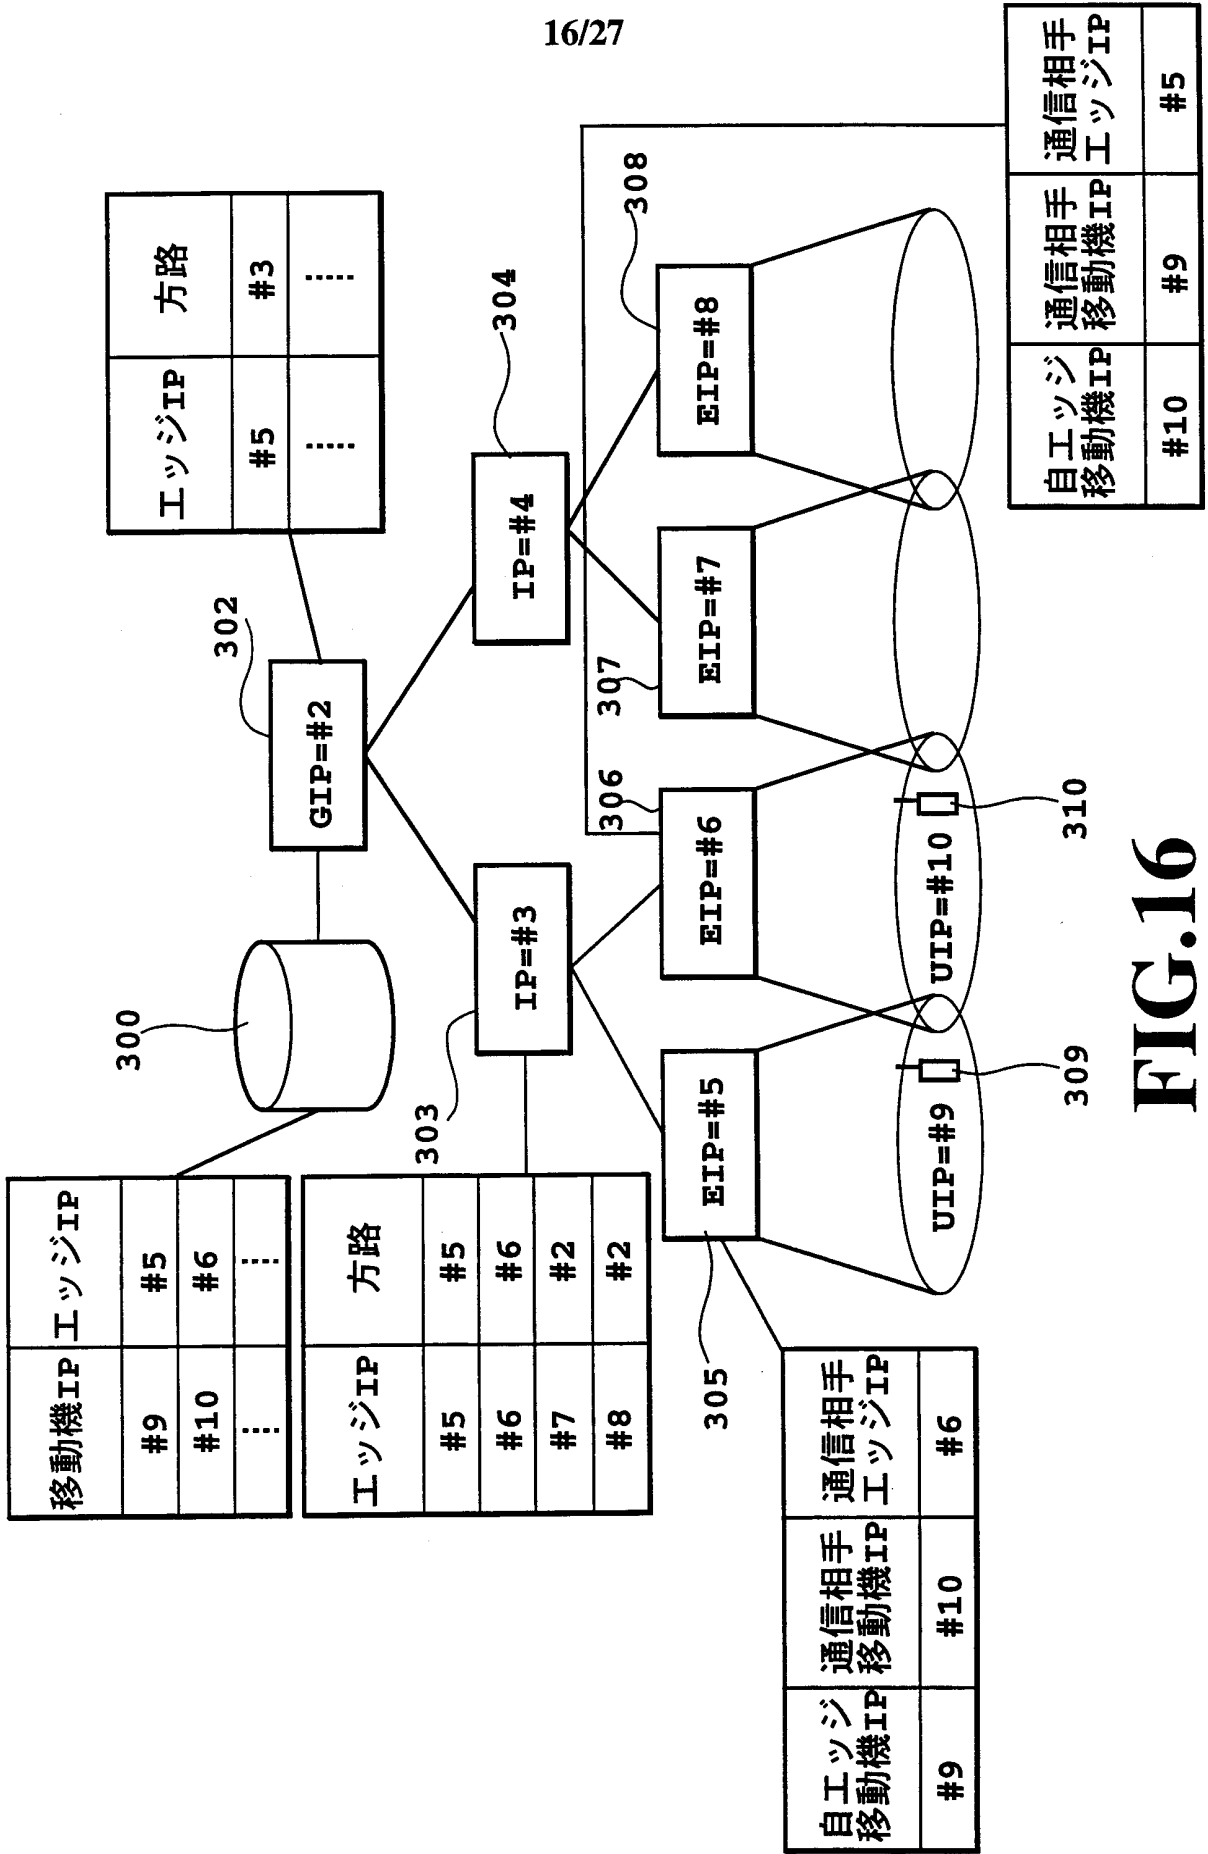 16/27
移動機IP エッジIP
#9 #5
#10 #6
...... ......
300
GIP=#2
302
エッジIP 方路
#5 #3
...... ......
エッジIP 方路
#5 #5
#6 #6
#7 #2
#8 #2
303
IP=#3
IP=#4
304
305
EIP=#5
EIP=#6
306
307
EIP=#7
EIP=#8
308
自エッジ 通信相手 通信相手
移動機IP 移動機IP エッジIP
#9 #10 #6
UIP=#9
309
UIP=#10
310
自エッジ 通信相手 通信相手
移動機IP 移動機IP エッジIP
#10 #9 #5
FIG.16